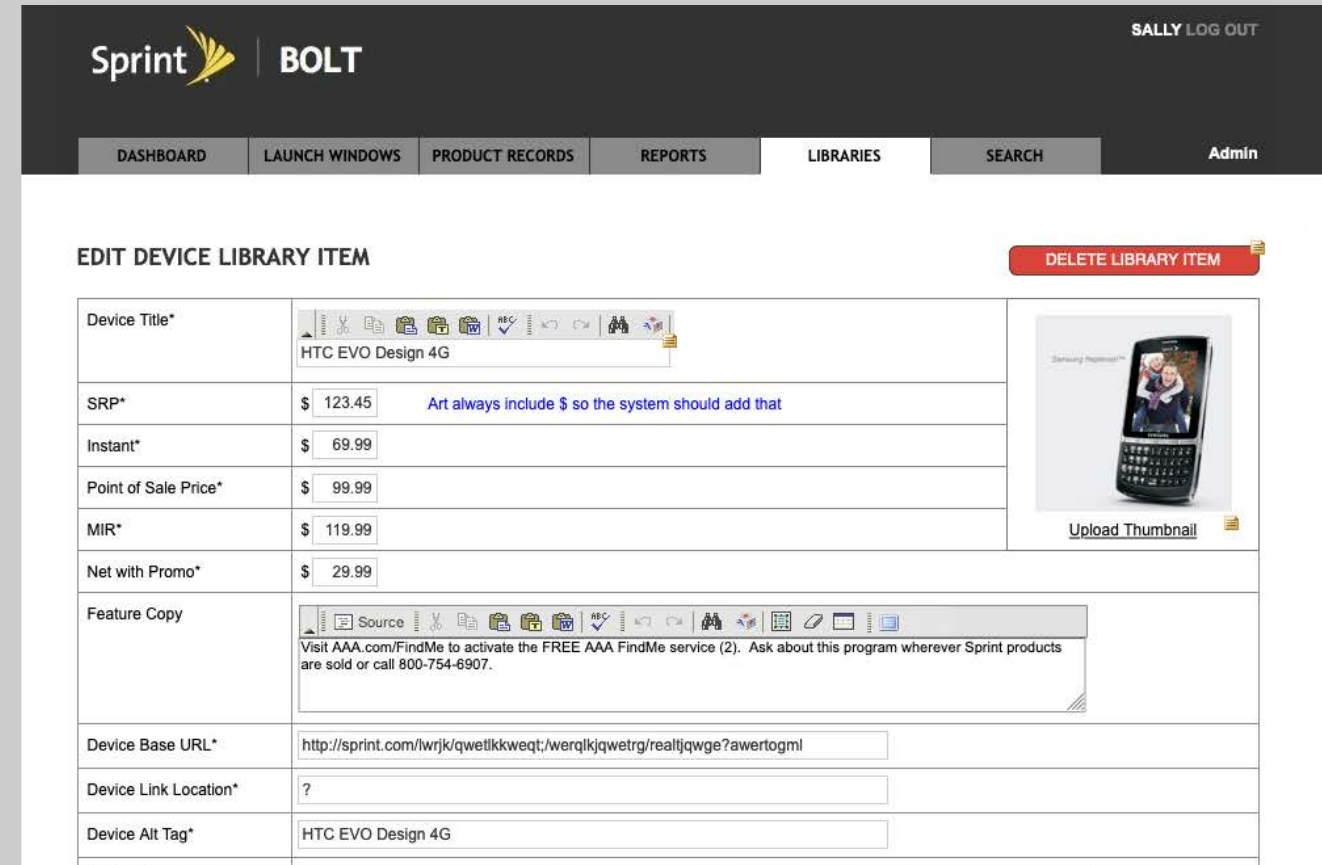 SALLY LOG OUT
Sprint BOLT
DASHBOARD LAUNCH WINDOWS PRODUCT RECORDS REPORTS LIBRARIES SEARCH Admin
EDIT DEVICE LIBRARY ITEM
DELETE LIBRARY ITEM
Device Title*
ABC
HTC EVO Design 4G
SRP* $ 123.45 Art always include $ so the system should add that
Instant* $ 69.99
Point of Sale Price* $ 99.99
MIR* $ 119.99
Samsung Replenish™
Upload Thumbnail
Net with Promo* $ 29.99
Feature Copy
Source ABC
Visit AAA.com/FindMe to activate the FREE AAA FindMe service (2). Ask about this program wherever Sprint products
are sold or call 800-754-6907.
Device Base URL* http://sprint.com/lwrjk/qwetlkkweqt;/werqlkjqwetrg/realtjqwge?awertogml
Device Link Location* ?
Device Alt Tag* HTC EVO Design 4G